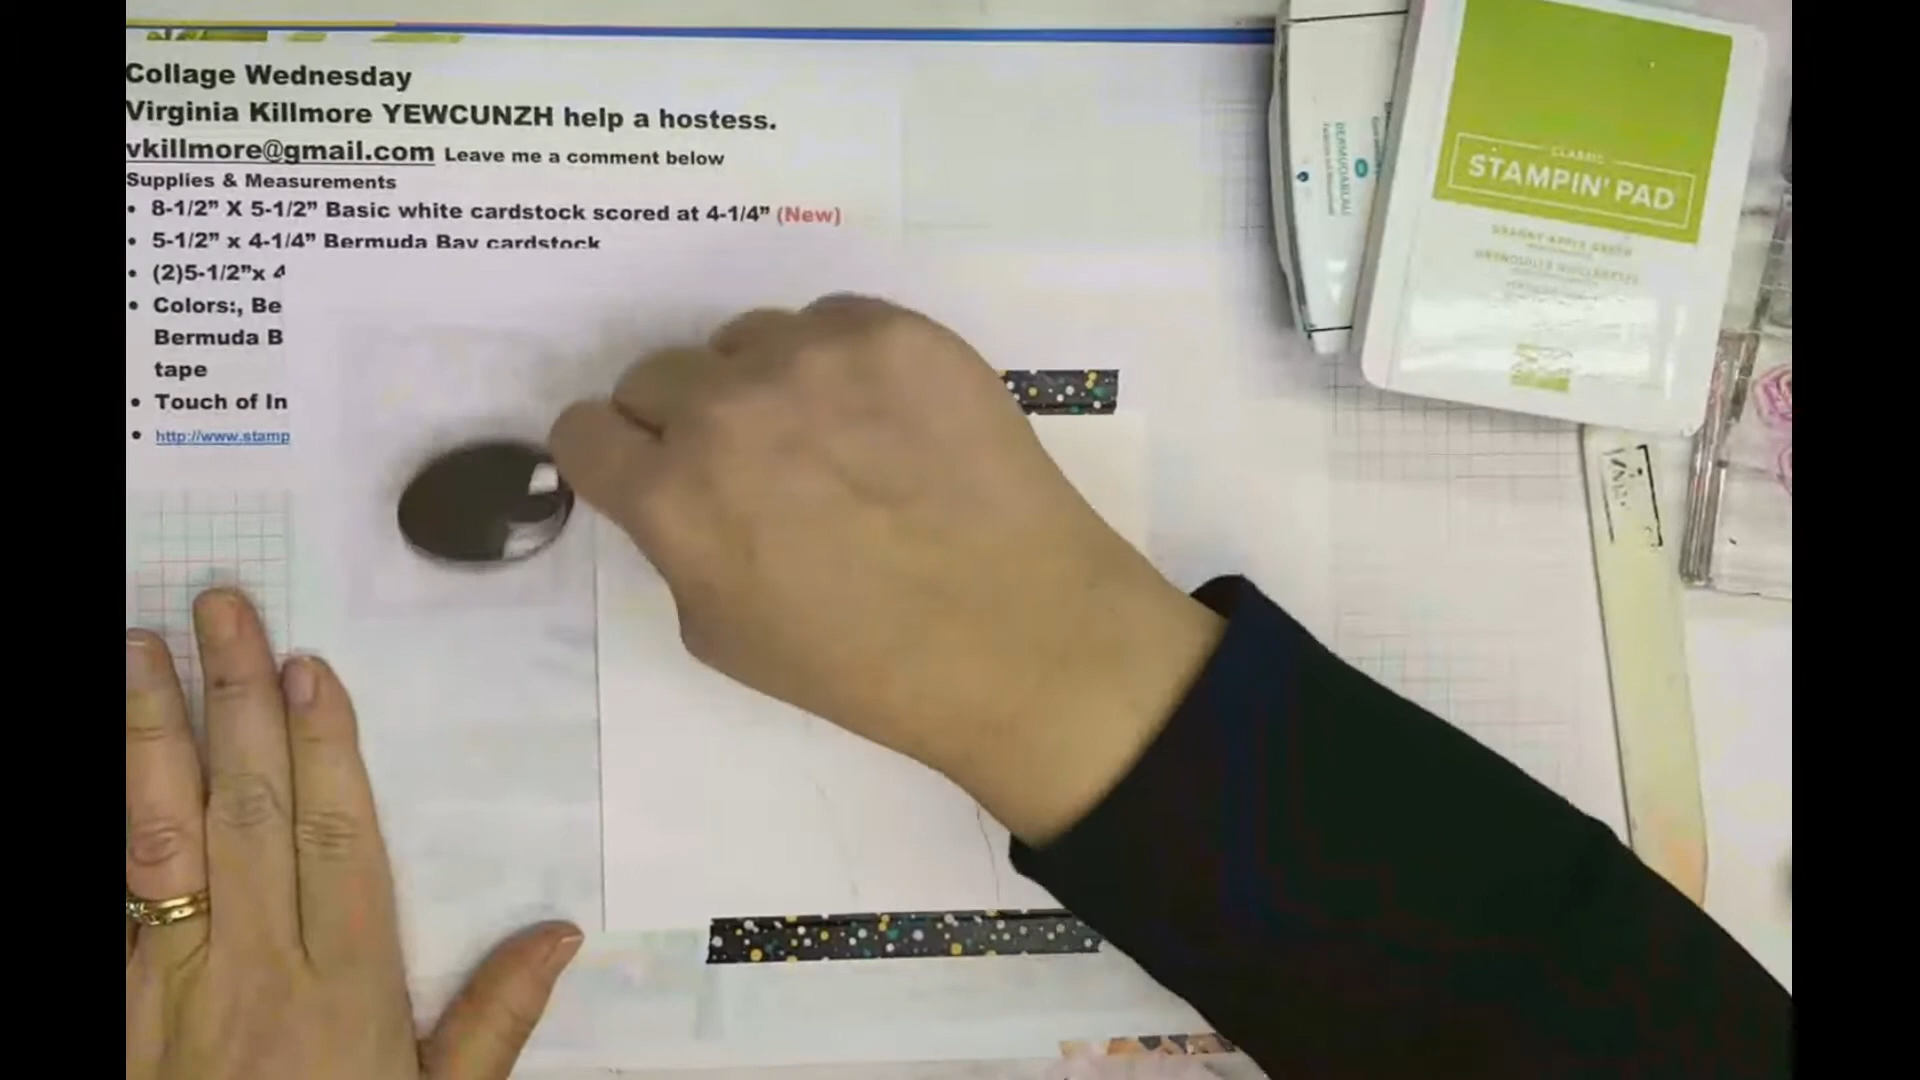 Collage Wednesday
Virginia Killmore YEWCUNZH help a hostess.
vkillmore@gmail.com Leave me a comment below
Supplies & Measurements
• 8-1/2” X 5-1/2” Basic white cardstock scored at 4-1/4” (New)
• 5-1/2” x 4-1/4” Bermuda Bay cardstock
• (2)5-1/2”x 4
• Colors:, Be
Bermuda B
tape
• Touch of In
• http://www.stamp
CLASSIC
STAMPIN' PAD
GRANNY APPLE GREEN